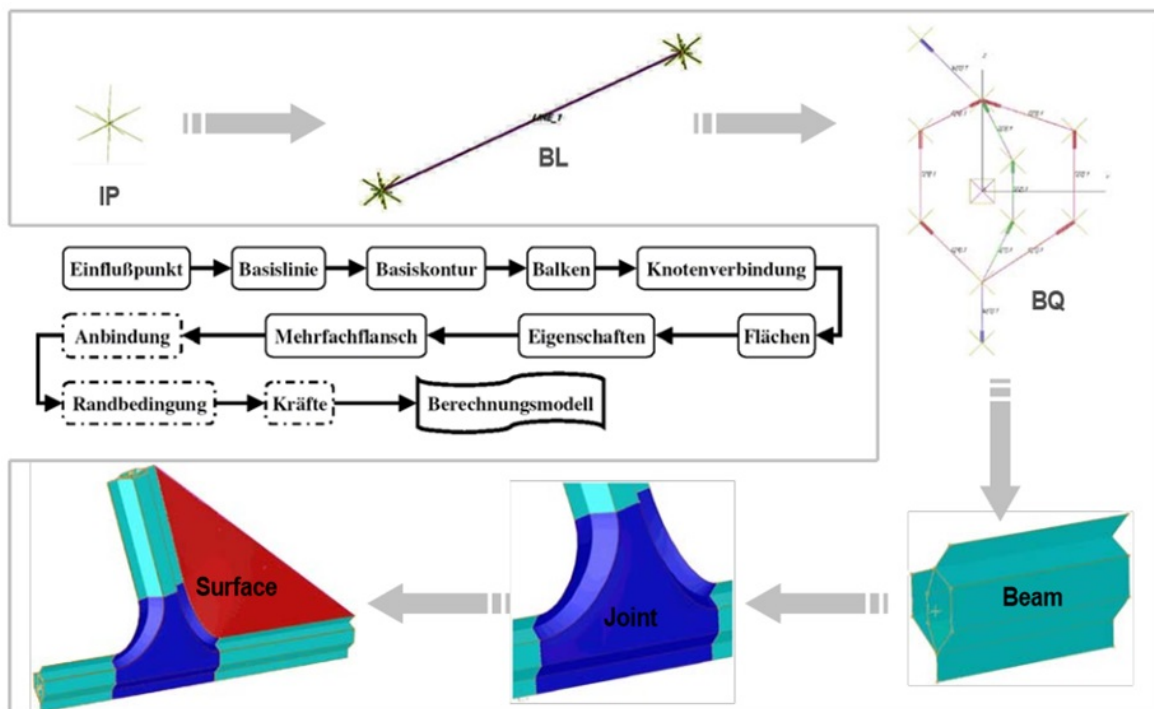 IP
BL
BQ
Einflußpunkt Basislinie Basiskontur Balken Knotenverbindung
Anbindung Mehrfachflansch Eigenschaften Flächen
Randbedingung Kräfte Berechnungsmodell
Surface
Joint
Beam